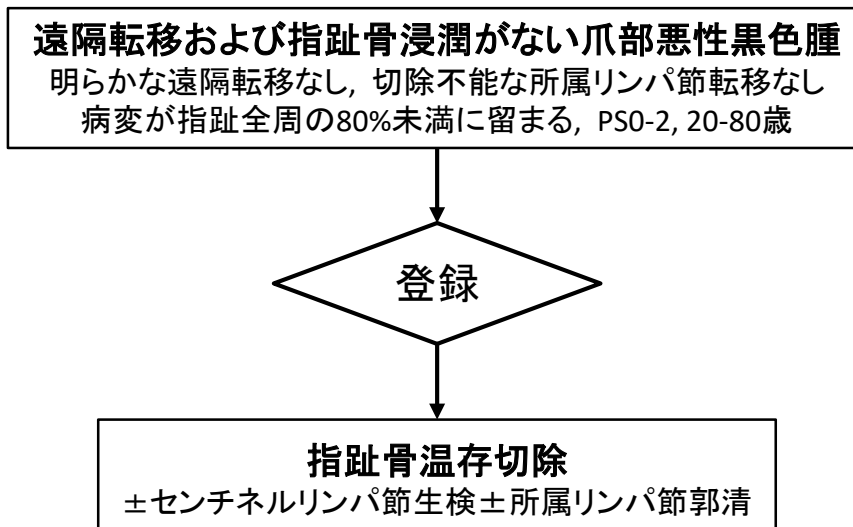 遠隔転移および指趾骨浸潤がない爪部悪性黒色腫
明らかな遠隔転移なし, 切除不能な所属リンパ節転移なし
病変が指趾全周の80%未満に留まる, PS0-2, 20-80歳
登録
指趾骨温存切除
±センチネルリンパ節生検±所属リンパ節郭清